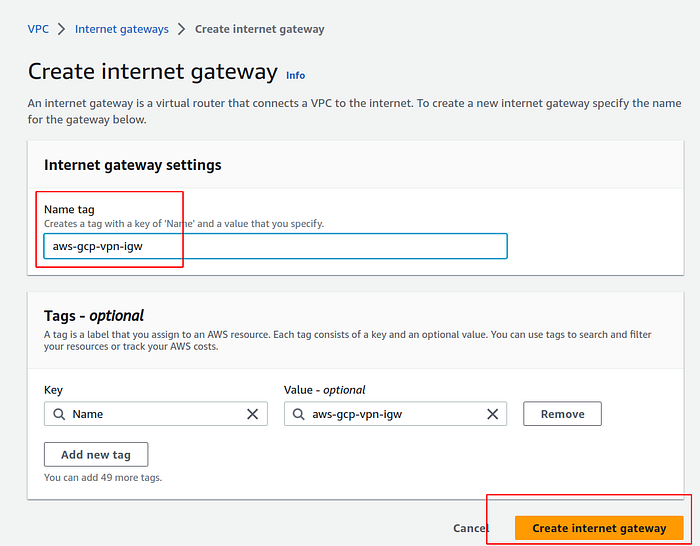 VPC > Internet gateways > Create internet gateway
Create internet gateway Info
An internet gateway is a virtual router that connects a VPC to the internet. To create a new internet gateway specify the name
for the gateway below.
Internet gateway settings
Name tag
Creates a tag with a key of 'Name' and a value that you specify.
aws-gcp-vpn-igw
Tags - optional
A tag is a label that you assign to an AWS resource. Each tag consists of a key and an optional value. You can use tags to search and filter
your resources or track your AWS costs.
Key Value - optional
Name aws-gcp-vpn-igw Remove
Add new tag
You can add 49 more tags.
Cancel Create internet gateway